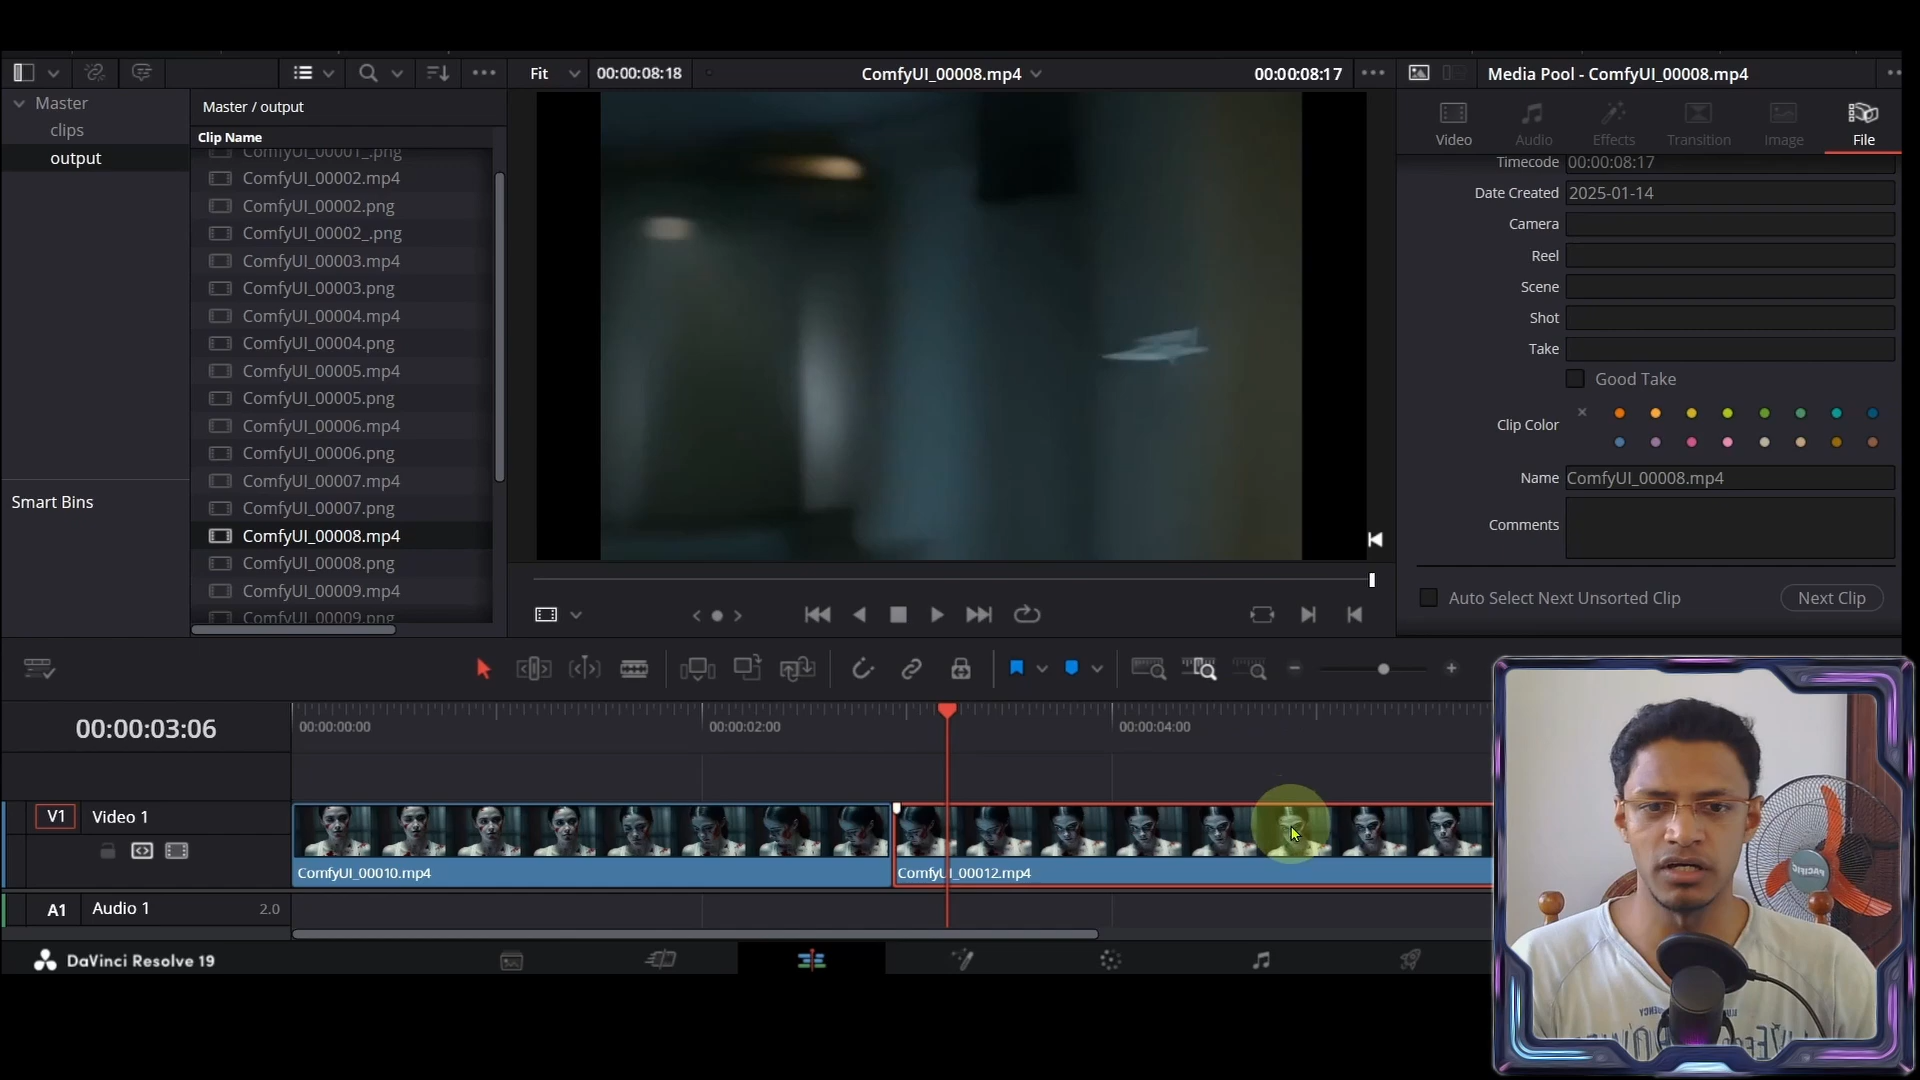 Fit
00:00:08:18
ComfyUI_00008.mp4
00:00:08:17
Media Pool - ComfyUI_00008.mp4
Master
clips
output
Master / output
Clip Name
ComfyUI_00001_.png
ComfyUI_00002.mp4
ComfyUI_00002.png
ComfyUI_00002_.png
ComfyUI_00003.mp4
ComfyUI_00003.png
ComfyUI_00004.mp4
ComfyUI_00004.png
ComfyUI_00005.mp4
ComfyUI_00005.png
ComfyUI_00006.mp4
ComfyUI_00006.png
ComfyUI_00007.mp4
ComfyUI_00007.png
ComfyUI_00008.mp4
ComfyUI_00008.png
ComfyUI_00009.mp4
ComfyUI_00009.png
Smart Bins
Video
Audio
Effects
Transition
Image
File
Timecode 00:00:08:17
Date Created 2025-01-14
Camera
Reel
Scene
Shot
Take
Good Take
Clip Color
Name ComfyUI_00008.mp4
Comments
Auto Select Next Unsorted Clip
Next Clip
00:00:03:06
00:00:00:00
00:00:02:00
00:00:04:00
V1 Video 1
ComfyUI_00010.mp4
ComfyUI_00012.mp4
A1 Audio 1 2.0
DaVinci Resolve 19
PACIFIC